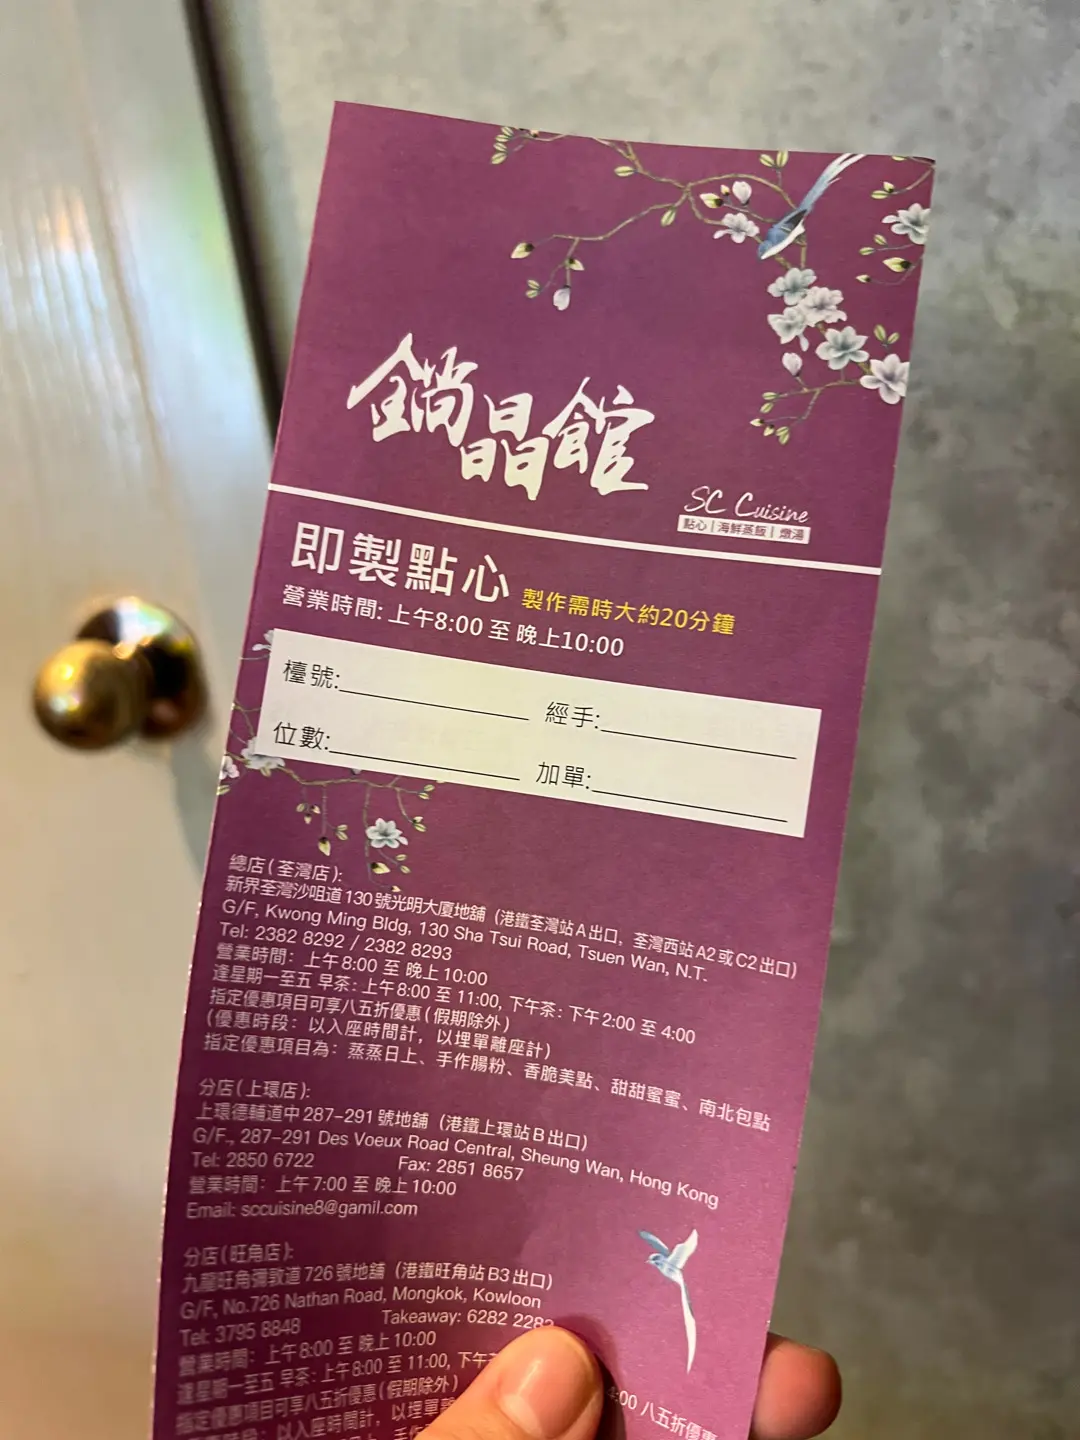 鋿晶館
SC Cuisine
點心 | 海鮮蒸飯 | 燉湯
即製點心 製作需時大約20分鐘
營業時間: 上午8:00 至 晚上10:00
檯號: 經手:
位數: 加單:
總店(荃灣店):
新界荃灣沙咀道130號光明大廈地舖（港鐵荃灣站A出口，荃灣西站A2或C2出口）
G/F, Kwong Ming Bldg, 130 Sha Tsui Road, Tsuen Wan, N.T.
Tel: 2382 8292 / 2382 8293
營業時間：上午8:00 至 晚上10:00
逢星期一至五 早茶：上午8:00 至 11:00, 下午茶：下午2:00 至 4:00
指定優惠項目可享八五折優惠(假期除外)
(優惠時段：以入座時間計，以埋單離座計)
指定優惠項目為：蒸蒸日上、手作腸粉、香脆美點、甜甜蜜蜜、南北包點
分店(上環店):
上環德輔道中287-291號地舖（港鐵上環站B出口）
G/F., 287-291 Des Voeux Road Central, Sheung Wan, Hong Kong
Tel: 2850 6722 Fax: 2851 8657
營業時間：上午7:00 至 晚上10:00
Email: sccuisine8@gamil.com
分店(旺角店):
九龍旺角彌敦道726號地舖（港鐵旺角站B3出口）
G/F, No.726 Nathan Road, Mongkok, Kowloon
Tel: 3795 8848 Takeaway: 6282 2282
營業時間：上午8:00 至 晚上10:00
逢星期一至五 早茶：上午8:00 至 11:00, 下午茶 4:00 八五折優惠
指定優惠項目可享八五折優惠(假期除外)
以入座時間計，以埋單